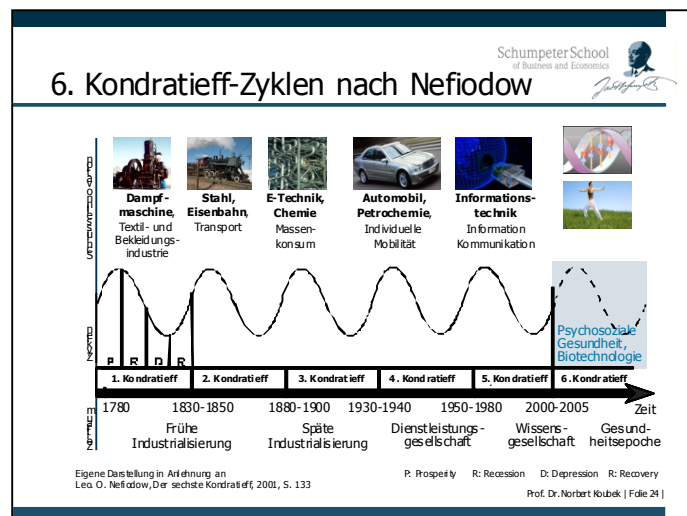 Schumpeter School
of Business and Economics
6. Kondratieff-Zyklen nach Nefiodow
Dampf-
maschine,
Textil- und
Bekleidungs-
industrie
Stahl,
Eisenbahn,
Transport
E-Technik,
Chemie
Massen-
konsum
Automobil,
Petrochemie,
Individuelle
Mobilität
Informations-
technik
Information
Kommunikation
Zyklen
P R D R
Psychosoziale
Gesundheit,
Biotechnologie
1. Kondratieff
2. Kondratieff
3. Kondratieff
4. Kondratieff
5. Kondratieff
6. Kondratieff
1780
1830-1850
1880-1900
1930-1940
1950-1980
2000-2005
Zeit
Zeitraum
Frühe
Industrialisierung
Späte
Industrialisierung
Dienstleistungs-
gesellschaft
Wissens-
gesellschaft
Gesund-
heitsepoche
Eigene Darstellung in Anlehnung an
Leo. O. Nefiodow, Der sechste Kondratieff, 2001, S. 133
P: Prosperity R: Recession D: Depression R: Recovery
Prof. Dr. Norbert Koubek | Folie 24 |